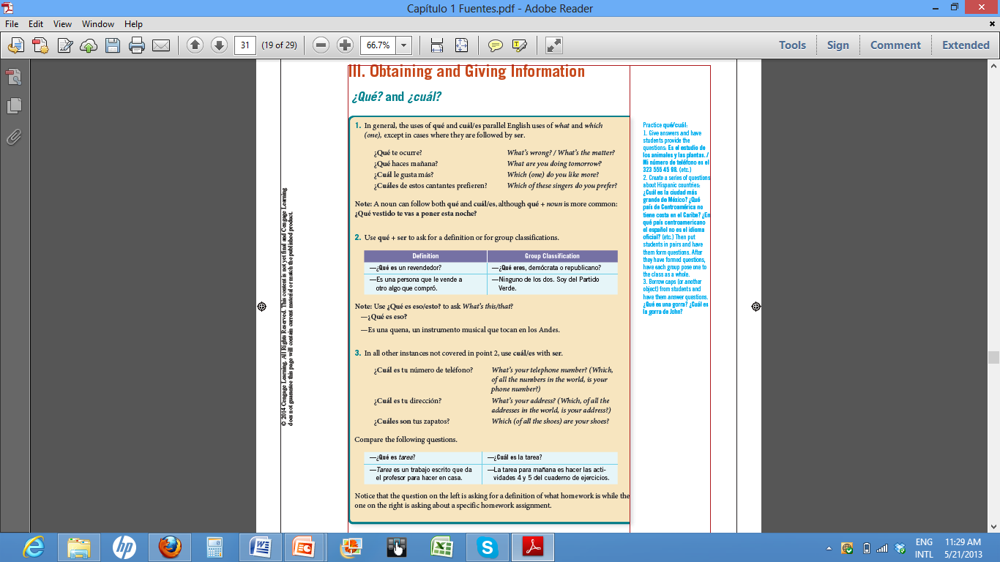 Capítulo 1 Fuentes.pdf - Adobe Reader
File Edit View Window Help
31 (19 of 29) 66.7% Tools Sign Comment Extended
III. Obtaining and Giving Information
¿Qué? and ¿cuál?
1. In general, the uses of qué and cuál/es parallel English uses of what and which
(one), except in cases where they are followed by ser.
¿Qué te ocurre? What's wrong? / What's the matter?
¿Qué haces mañana? What are you doing tomorrow?
¿Cuál le gusta más? Which (one) do you like more?
¿Cuáles de estos cantantes prefieren? Which of these singers do you prefer?
Note: A noun can follow both qué and cuál/es, although qué + noun is more common:
¿Qué vestido te vas a poner esta noche?
2. Use qué + ser to ask for a definition or for group classifications.
Definition Group Classification
—¿Qué es un revendedor? —¿Qué eres, demócrata o republicano?
—Es una persona que le vende a —Ninguno de los dos. Soy del Partido
otro algo que compró. Verde.
Note: Use ¿Qué es eso/esto? to ask What's this/that?
—¿Qué es eso?
—Es una quena, un instrumento musical que tocan en los Andes.
3. In all other instances not covered in point 2, use cuál/es with ser.
¿Cuál es tu número de teléfono? What's your telephone number? (Which,
of all the numbers in the world, is your
phone number?)
¿Cuál es tu dirección? What's your address? (Which, of all the
addresses in the world, is your address?)
¿Cuáles son tus zapatos? Which (of all the shoes) are your shoes?
Compare the following questions.
—¿Qué es tarea? —¿Cuál es la tarea?
—Tarea es un trabajo escrito que da —La tarea para mañana es hacer las acti-
el profesor para hacer en casa. vidades 4 y 5 del cuaderno de ejercicios.
Notice that the question on the left is asking for a definition of what homework is while the
one on the right is asking about a specific homework assignment.
Practice qué/cuál:
1. Give answers and have
students provide the
questions: Es el estudio de
los animales y las plantas. /
Mi número de teléfono es el
323 555 45 98. (etc.)
2. Create a series of questions
about Hispanic countries:
¿Cuál es la ciudad más
grande de México? ¿Qué
país de Centroamérica no
tiene costa en el Caribe? ¿En
qué país centroamericano
el español no es el idioma
oficial? (etc.) Then put
students in pairs and have
them form questions. After
they have formed questions,
have each group pose one to
the class as a whole.
3. Borrow caps (or another
object) from students and
have them answer questions.
¿Qué es una gorra? ¿Cuál es
la gorra de John?
© 2014 Cengage Learning. All Rights Reserved. This content is not yet final and Cengage Learning
does not guarantee this page will contain current material or match the published product.
hp
ENG 11:29 AM
INTL 5/21/2013